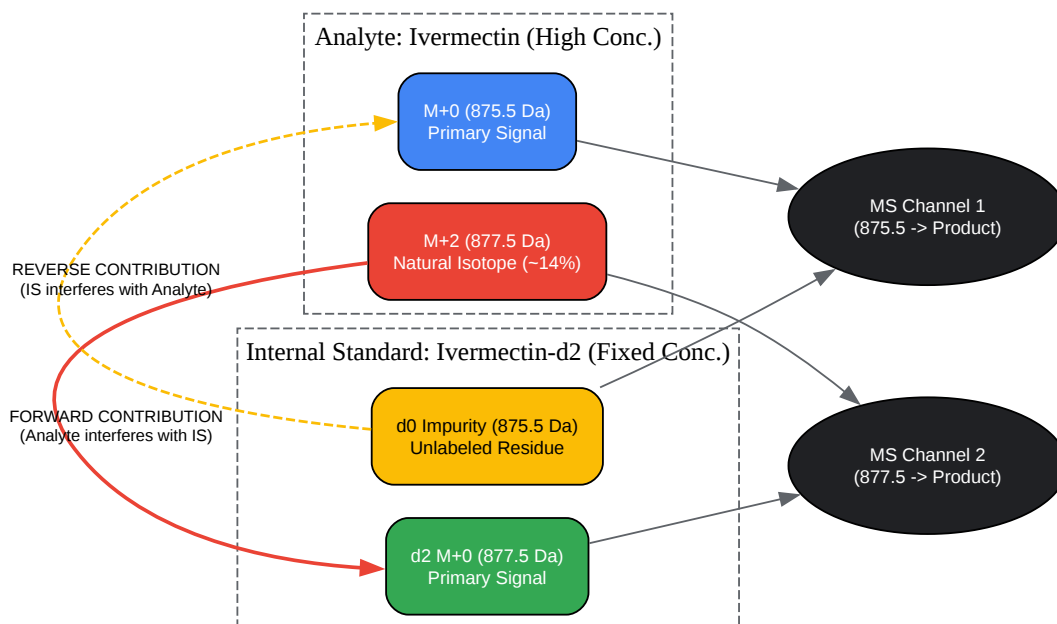 Analyte: Ivermectin (High Conc.)
M+0 (875.5 Da)
Primary Signal
MS Channel 1
(875.5 -> Product)
M+2 (877.5 Da)
Natural Isotope (~14%)
REVERSE CONTRIBUTION
(IS interferes with Analyte)
Internal Standard: Ivermectin-d2 (Fixed Conc.)
FORWARD CONTRIBUTION
(Analyte interferes with IS)
d0 Impurity (875.5 Da)
Unlabeled Residue
MS Channel 2
(877.5 -> Product)
d2 M+0 (877.5 Da)
Primary Signal